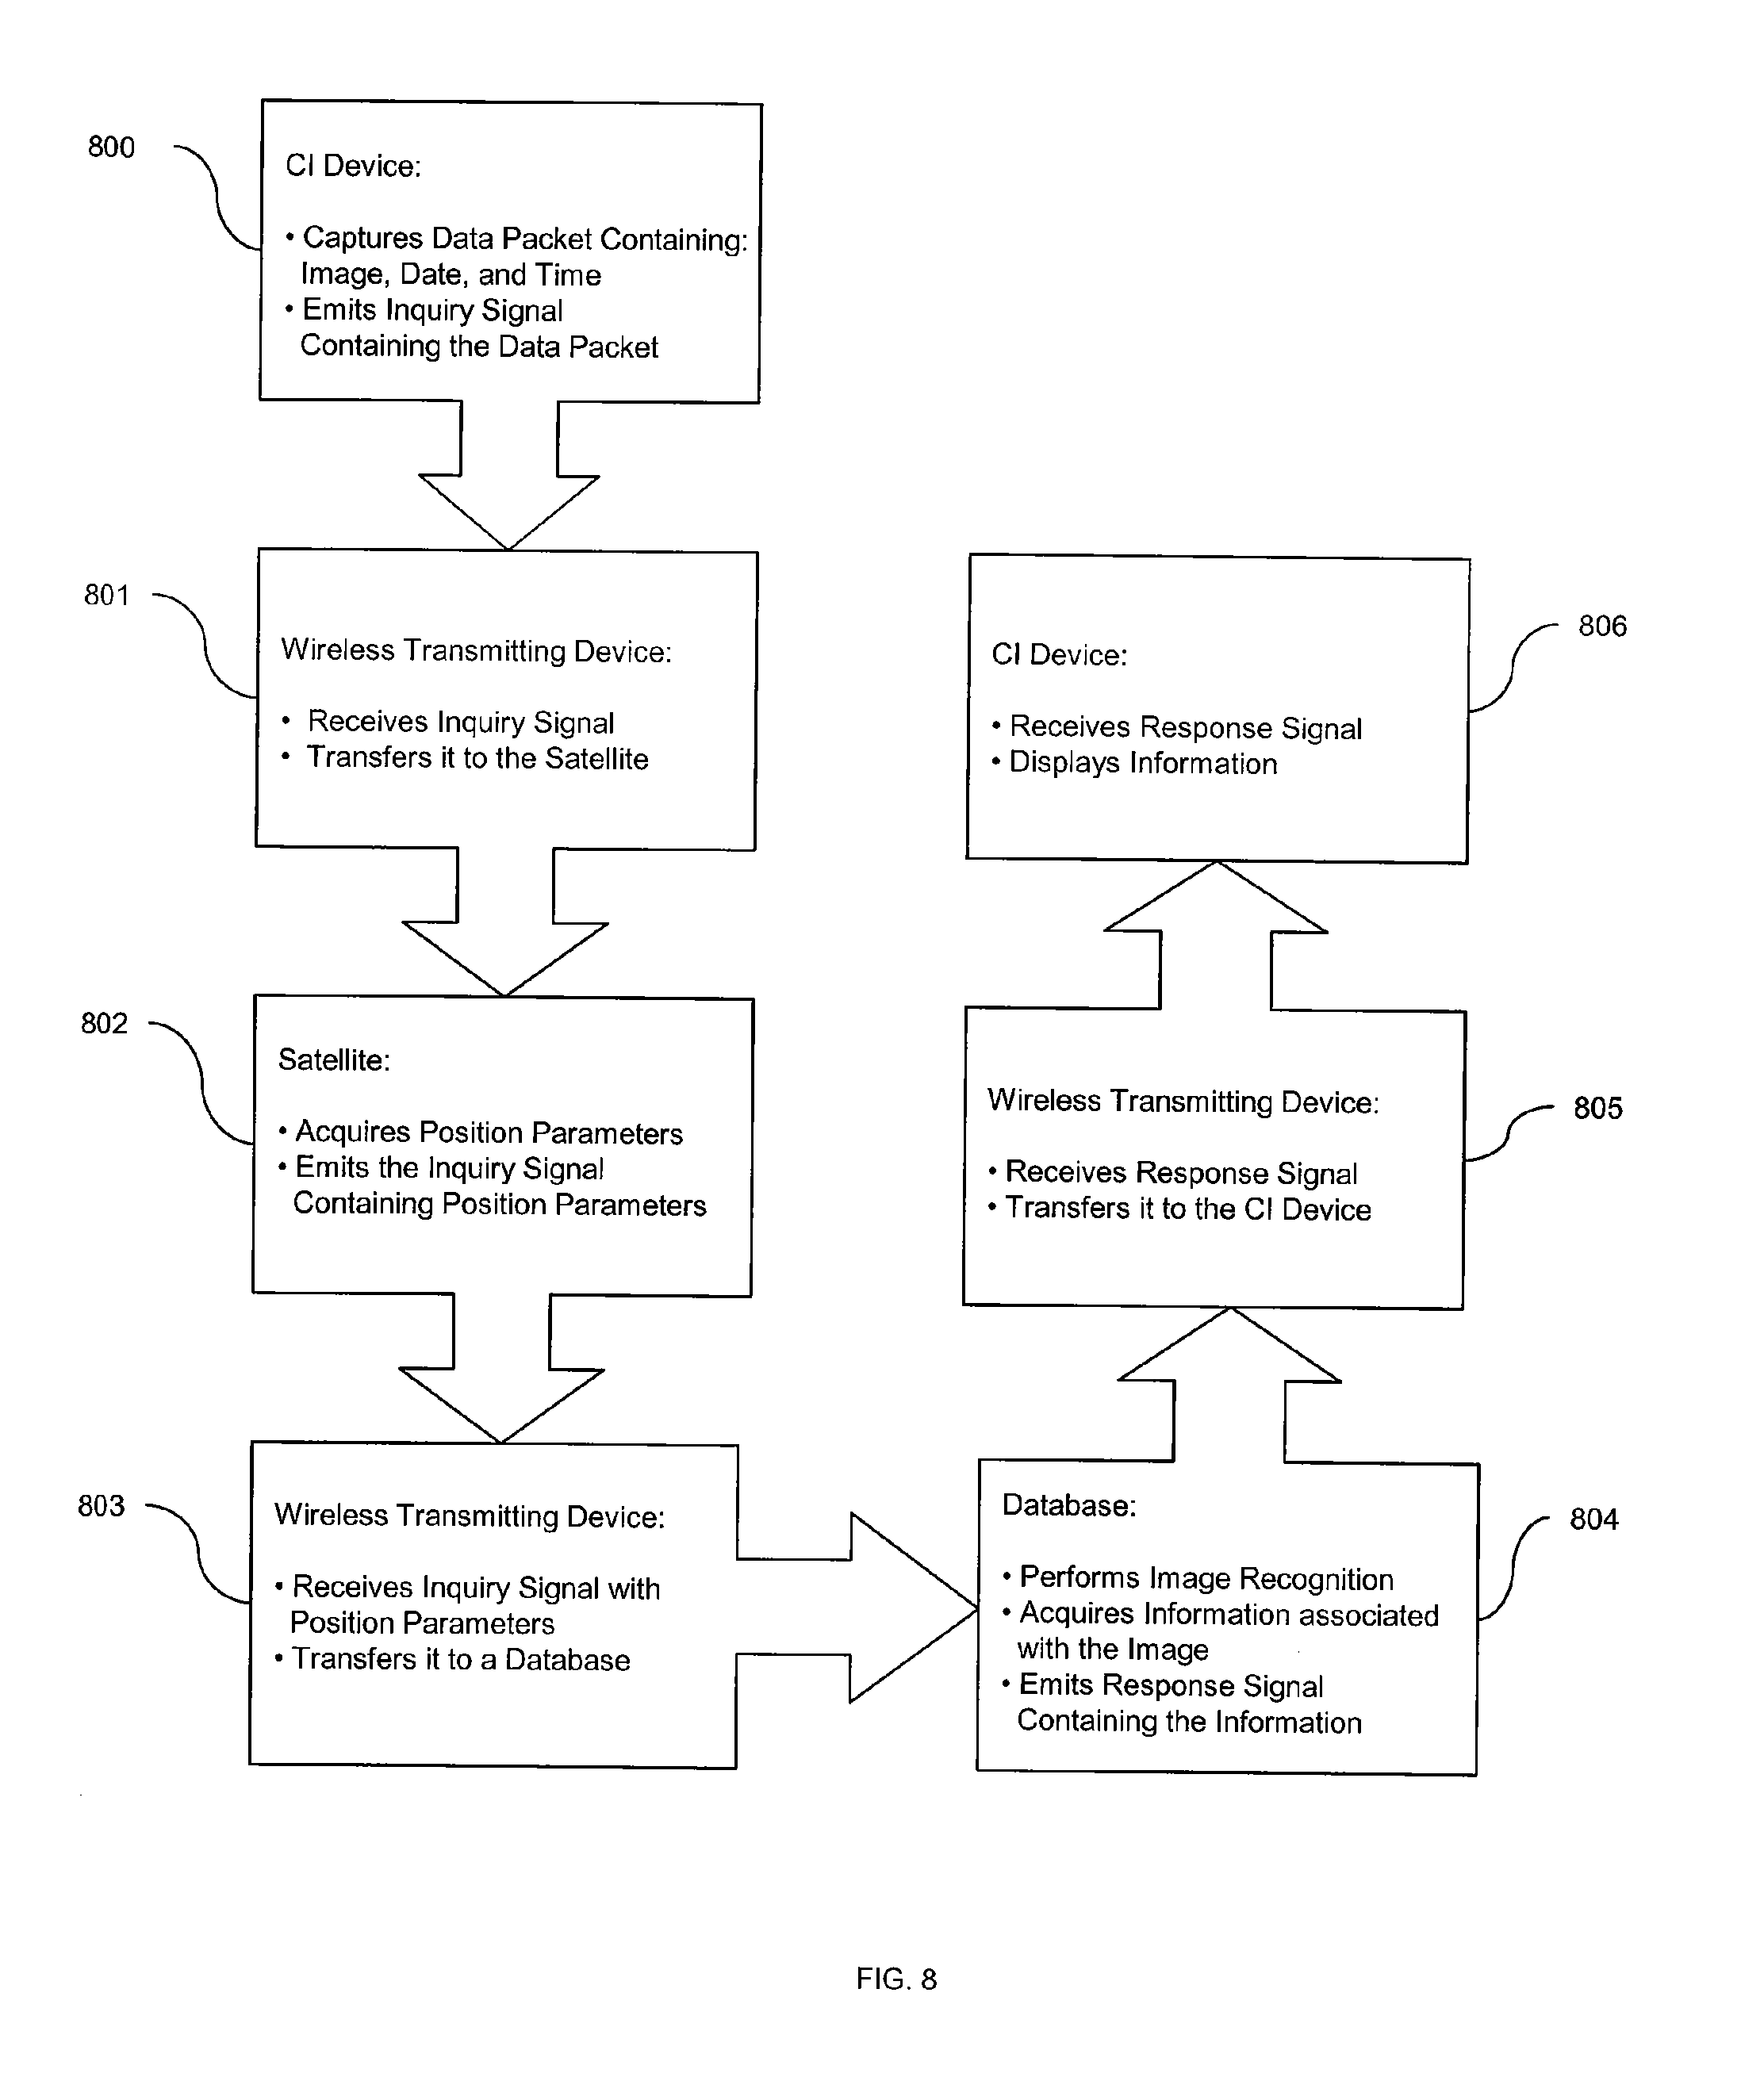 800
CI Device:
• Captures Data Packet Containing:
Image, Date, and Time
• Emits Inquiry Signal
Containing the Data Packet
801
Wireless Transmitting Device:
• Receives Inquiry Signal
• Transfers it to the Satellite
802
Satellite:
• Acquires Position Parameters
• Emits the Inquiry Signal
Containing Position Parameters
803
Wireless Transmitting Device:
• Receives Inquiry Signal with
Position Parameters
• Transfers it to a Database
804
Database:
• Performs Image Recognition
• Acquires Information associated
with the Image
• Emits Response Signal
Containing the Information
805
Wireless Transmitting Device:
• Receives Response Signal
• Transfers it to the CI Device
806
CI Device:
• Receives Response Signal
• Displays Information
FIG. 8